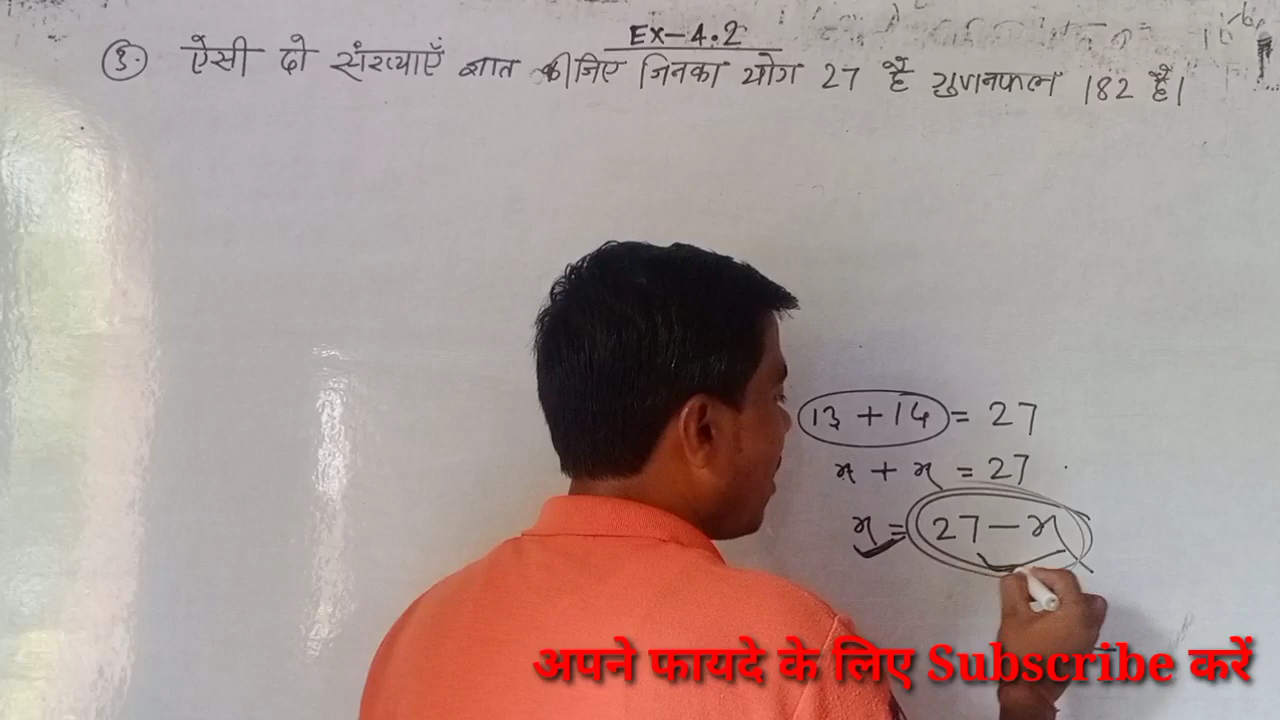 Ex-4.2
③. ऐसी दो संख्याएँ ज्ञात कीजिए जिनका योग 27 है गुणनफल 182 है।
13 + 14 = 27
x + x = 27
x = 27 - x
अपने फायदे के लिए Subscribe करें